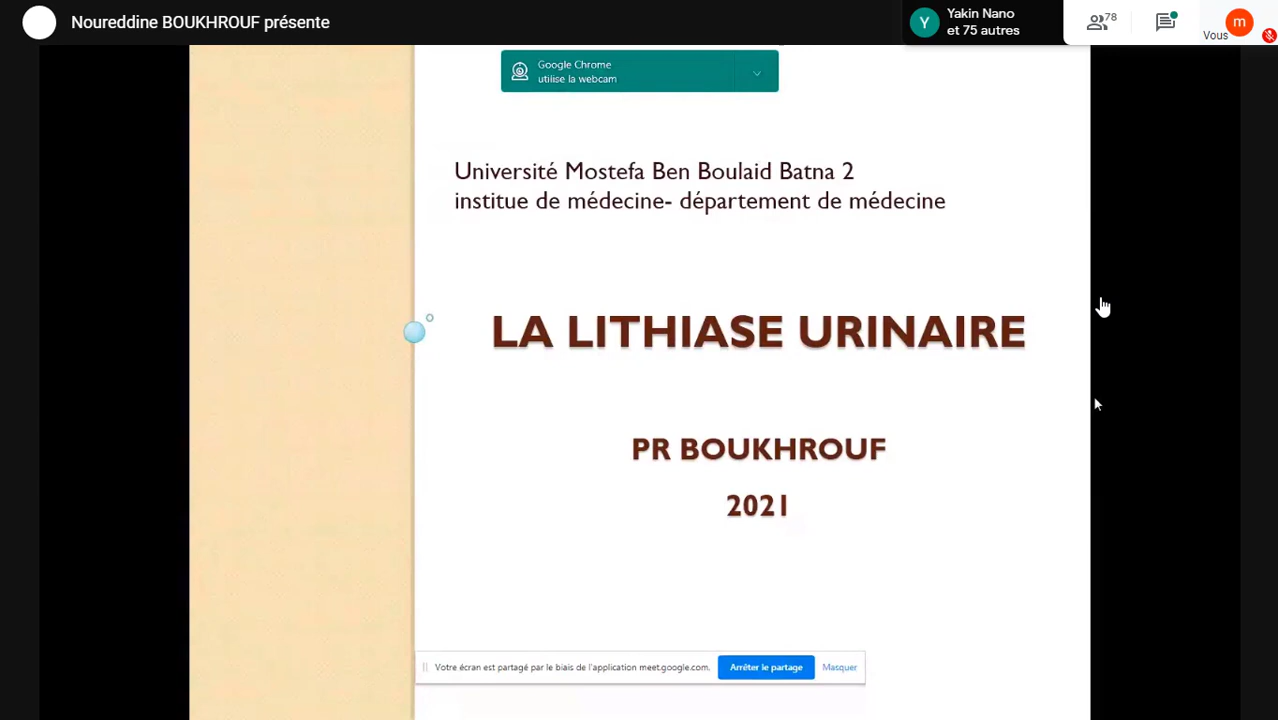 Noureddine BOUKHROUF présente
Y
Yakin Nano
et 75 autres
78
m
Vous
Google Chrome
utilise la webcam
Université Mostefa Ben Boulaid Batna 2
institue de médecine- département de médecine
LA LITHIASE URINAIRE
PR BOUKHROUF
2021
Votre écran est partagé par le biais de l'application meet.google.com.
Arrêter le partage
Masquer